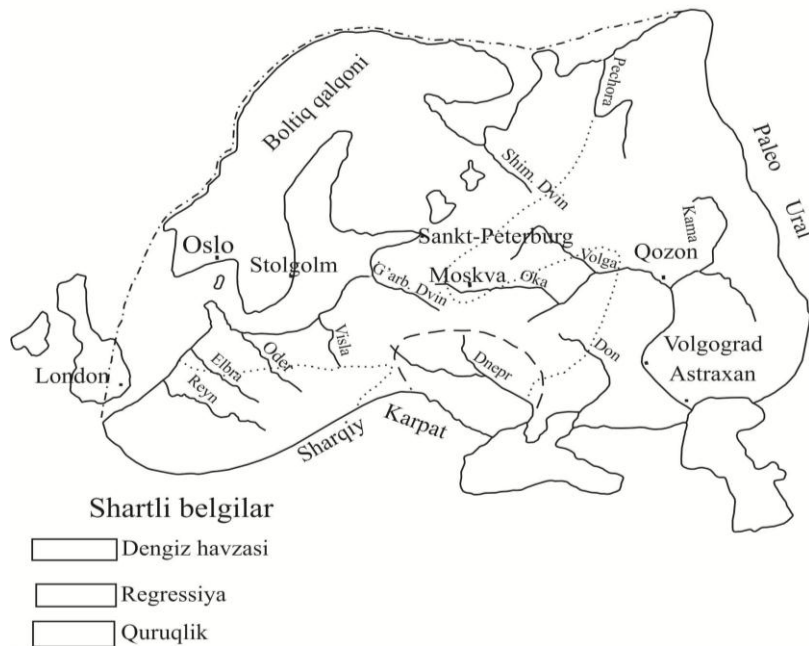 Boltiq qalqoni
Pechora
Paleo
Ural
Shim. Dvin
Kama
Oslo
Stolgolm
Sankt-Peterburg
Volga
Qozon
G'arb. Dvin
Moskva
Oka
London
Reyn
Elbra
Oder
Visla
Dnepr
Don
Volgograd
Astraxan
Sharqiy
Karpat
Shartli belgilar
Dengiz havzasi
Regressiya
Quruqlik